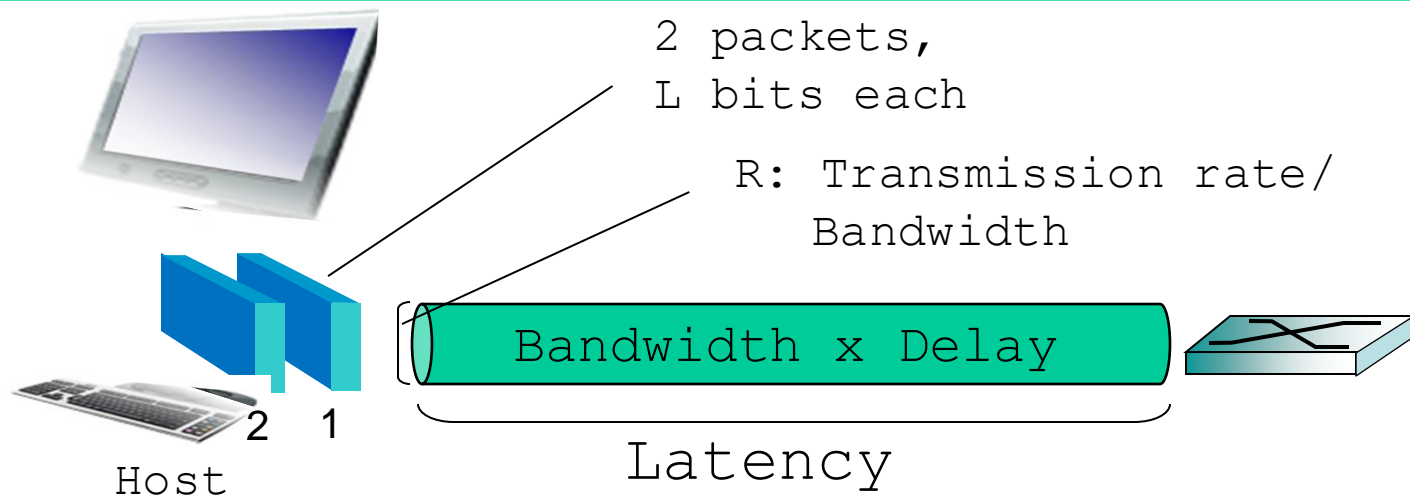 2 packets,
L bits each
R: Transmission rate/
Bandwidth
Bandwidth x Delay
2 1
Latency
Host